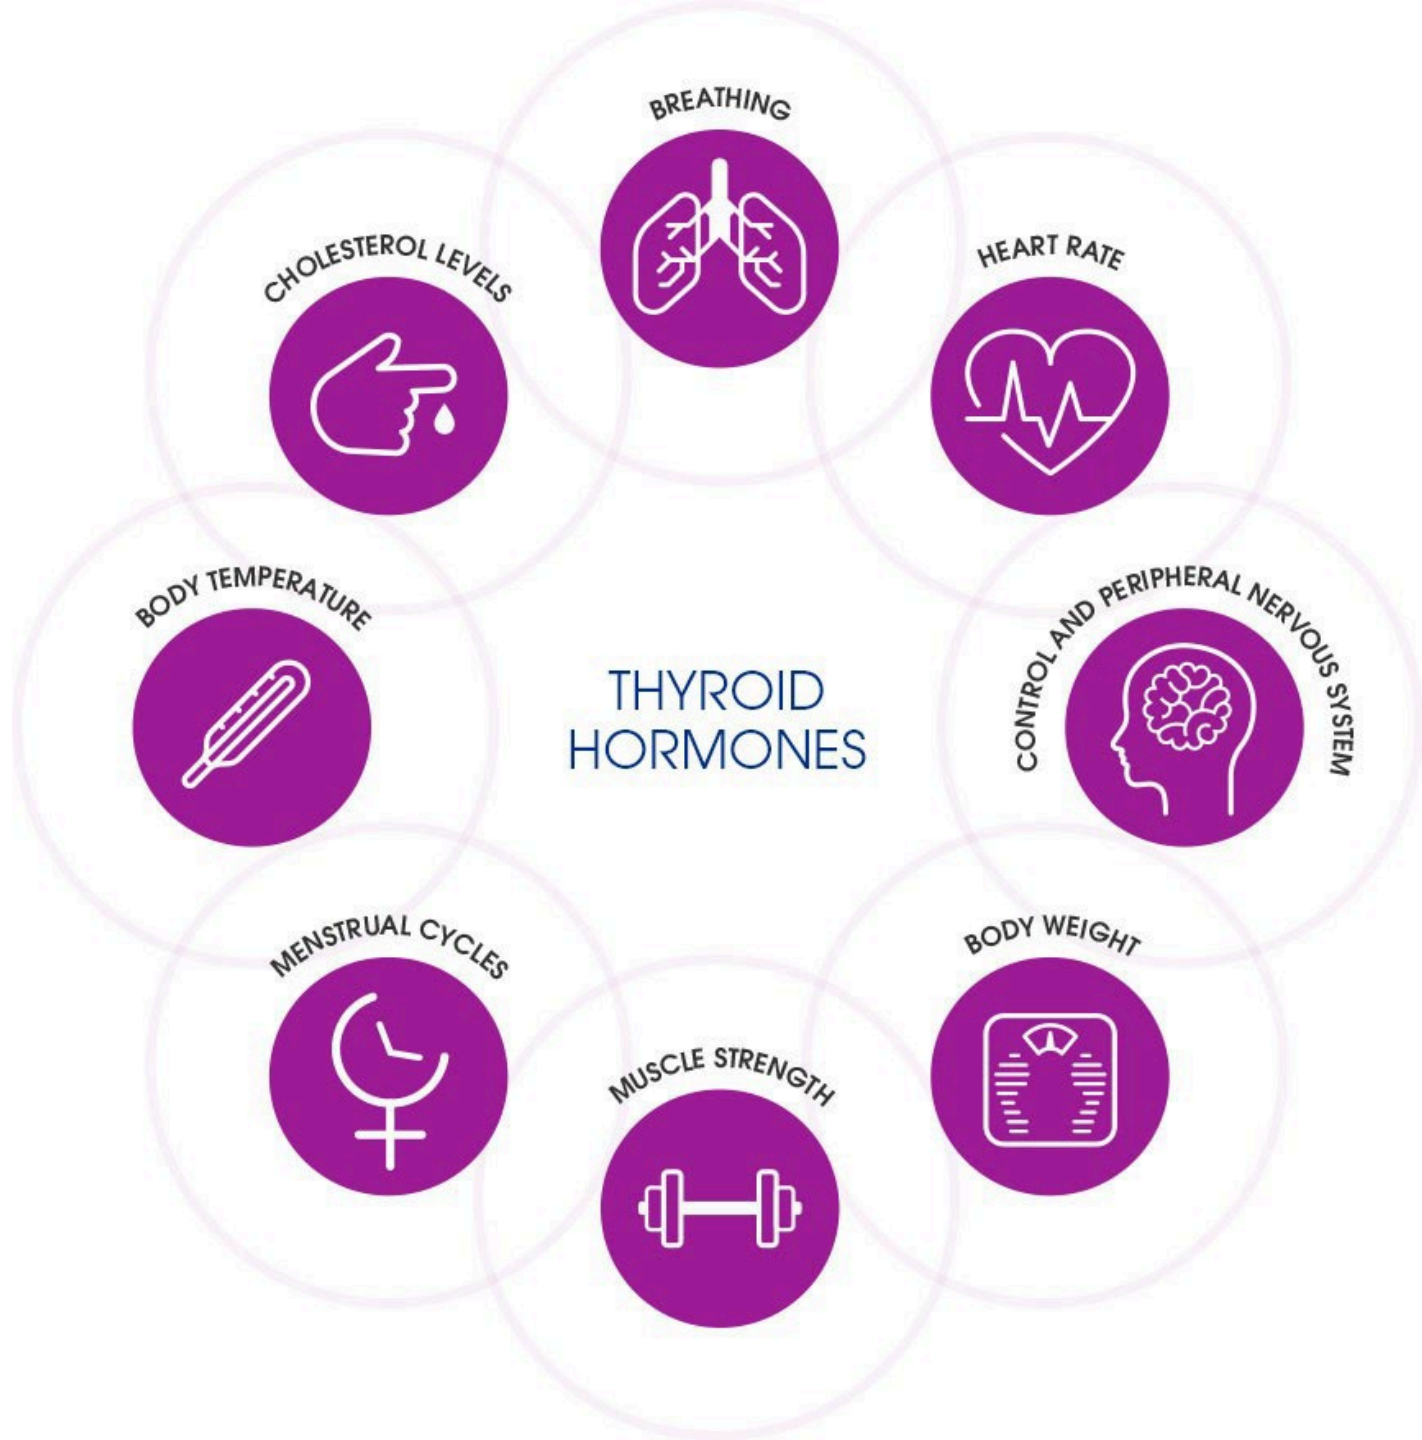 BREATHING
HEART RATE
CONTROL AND PERIPHERAL NERVOUS SYSTEM
BODY WEIGHT
MUSCLE STRENGTH
MENSTRUAL CYCLES
BODY TEMPERATURE
CHOLESTEROL LEVELS
THYROID
HORMONES